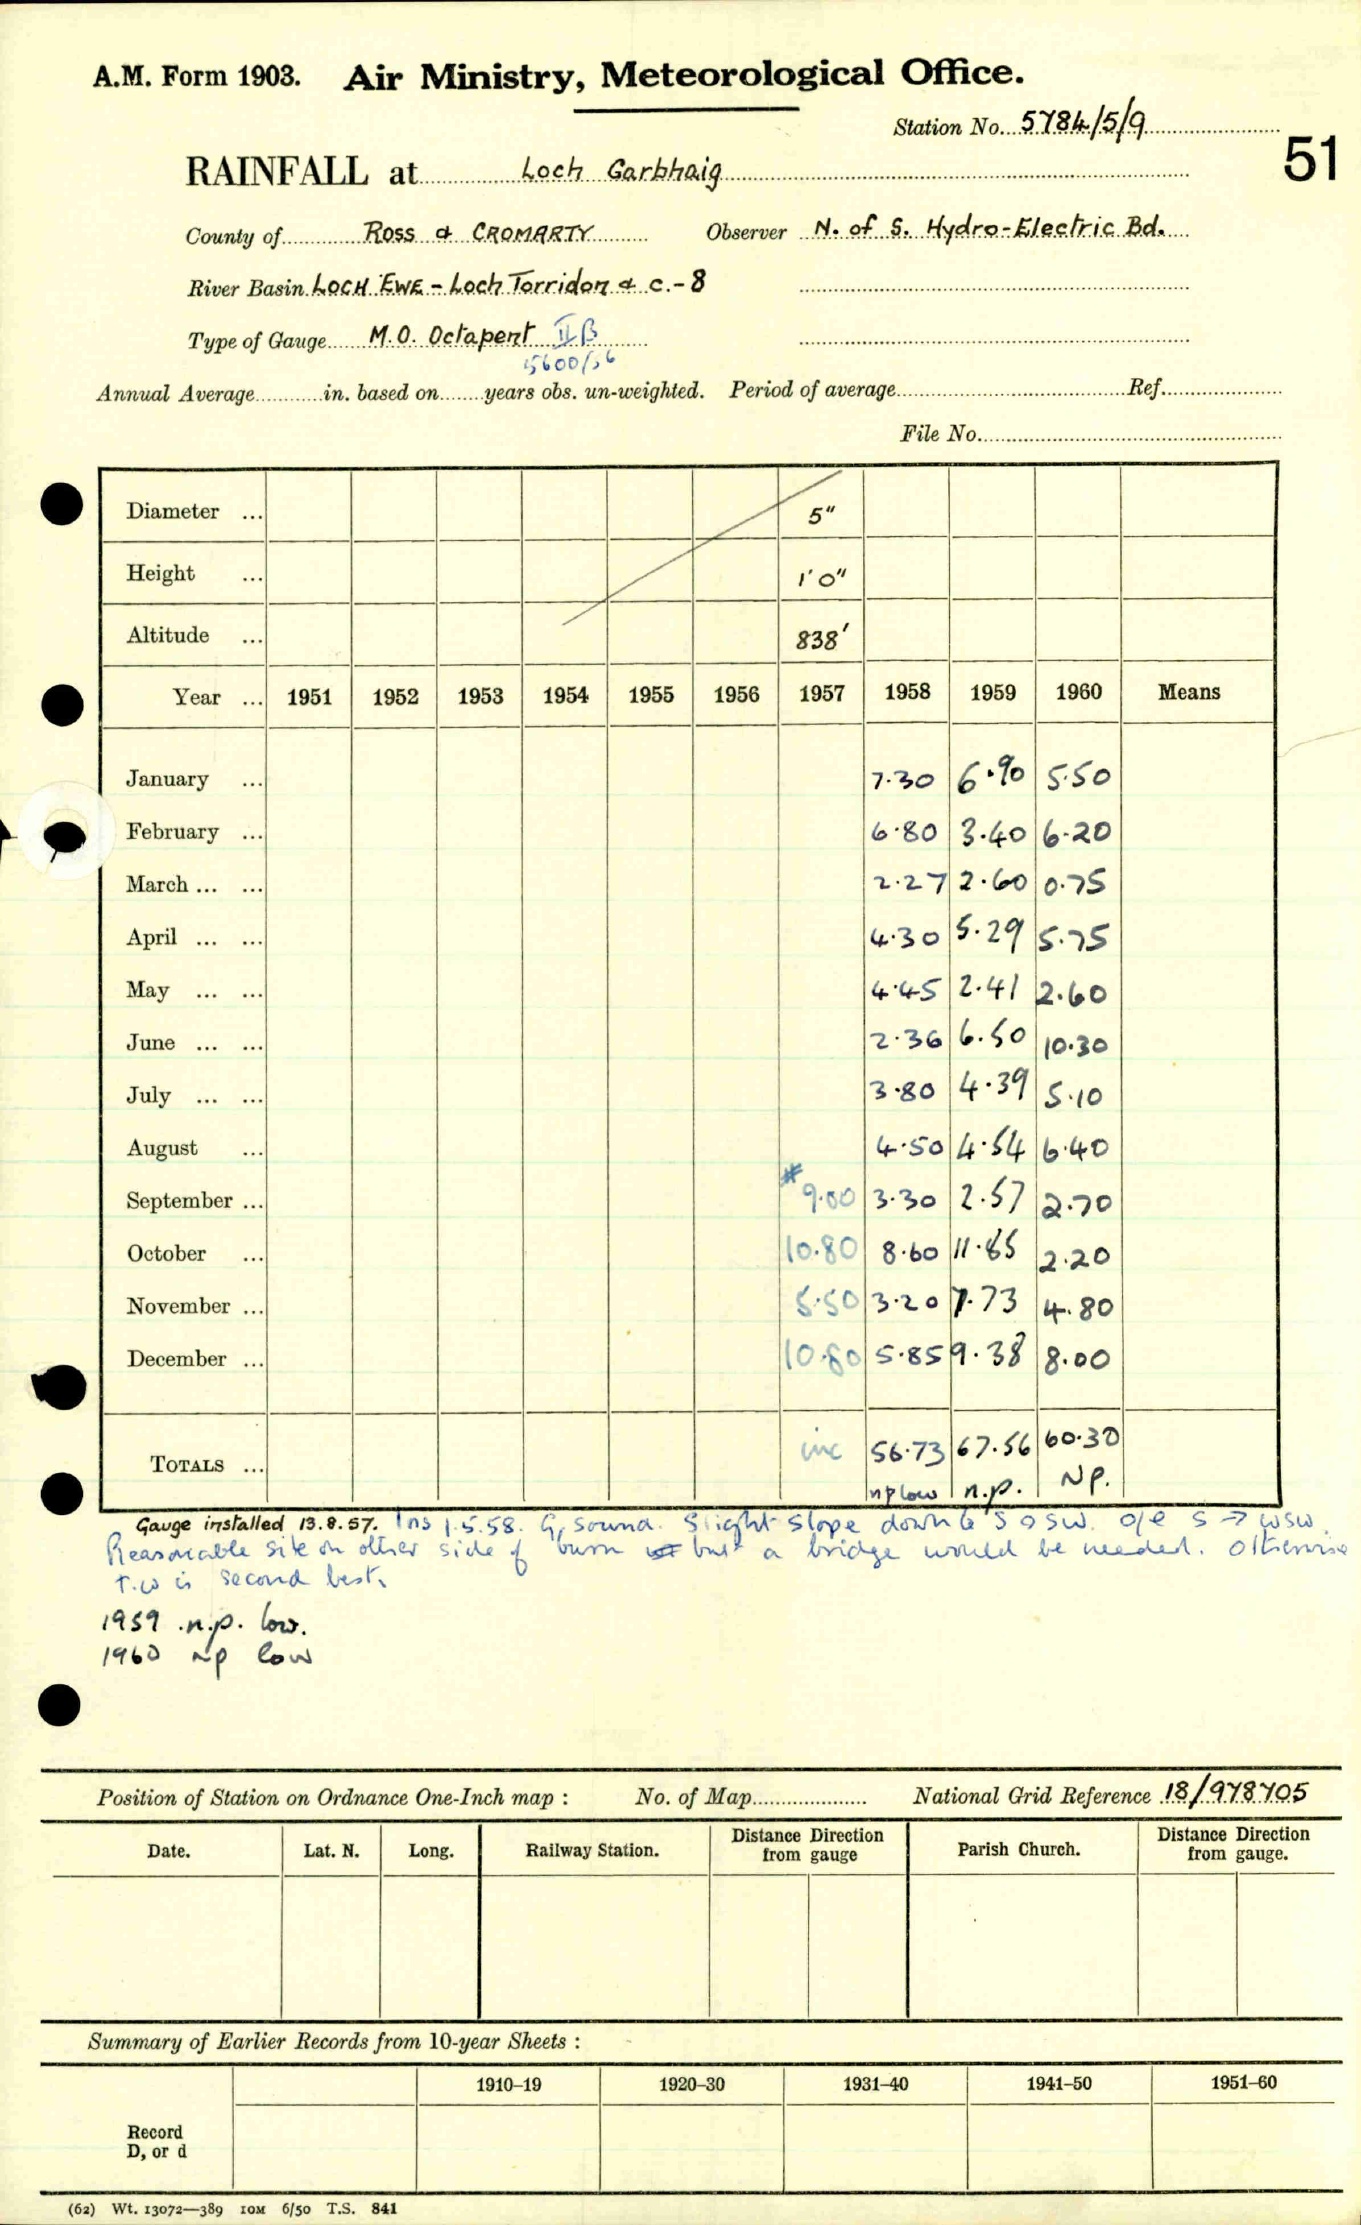 A.M. Form 1903. Air Ministry, Meteorological Office.
Station No. 5784/5/9
51
RAINFALL at Loch Garbhaig
County of Ross & CROMARTY Observer N. of S. Hydro-Electric Bd.
River Basin. LOCH EWE - Loch Torridon & c. - 8
Type of Gauge M.O. Octapent II B
5600/56
Annual Average in. based on years obs. un-weighted. Period of average Ref.
File No.
Diameter ... 5"
Height ... 1' 0"
Altitude ... 838'
Year ... 1951 1952 1953 1954 1955 1956 1957 1958 1959 1960 Means
January ... 7.30 6.90 5.50
February ... 6.80 3.40 6.20
March ... ... 2.27 2.60 0.75
April ... ... 4.30 5.29 5.75
May ... ... 4.45 2.41 2.60
June ... ... 2.36 6.50 10.30
July ... ... 3.80 4.39 5.10
August ... 4.50 4.54 6.40
September ... # 9.00 3.30 2.57 2.70
October ... 10.80 8.60 11.85 2.20
November ... 5.50 3.20 7.73 4.80
December ... 10.80 5.85 9.38 8.00
TOTALS ... inc 56.73 67.56 60.30
np low n.p. NP.
Gauge installed 13.8.57. Ins 1.5.58. G, sound. Slight slope down to S & SW. o/e S → WSW.
Reasonable site on other side of burn but a bridge would be needed. Otherwise
t.w is second best.
1959 n.p. low.
1960 np low
Position of Station on Ordnance One-Inch map : No. of Map National Grid Reference 18/978705
Date. Lat. N. Long. Railway Station. Distance Direction from gauge Parish Church. Distance Direction from gauge.
Summary of Earlier Records from 10-year Sheets :
1910–19 1920–30 1931–40 1941–50 1951–60
Record
D, or d
(62) Wt. 13072—389 10M 6/50 T.S. 841